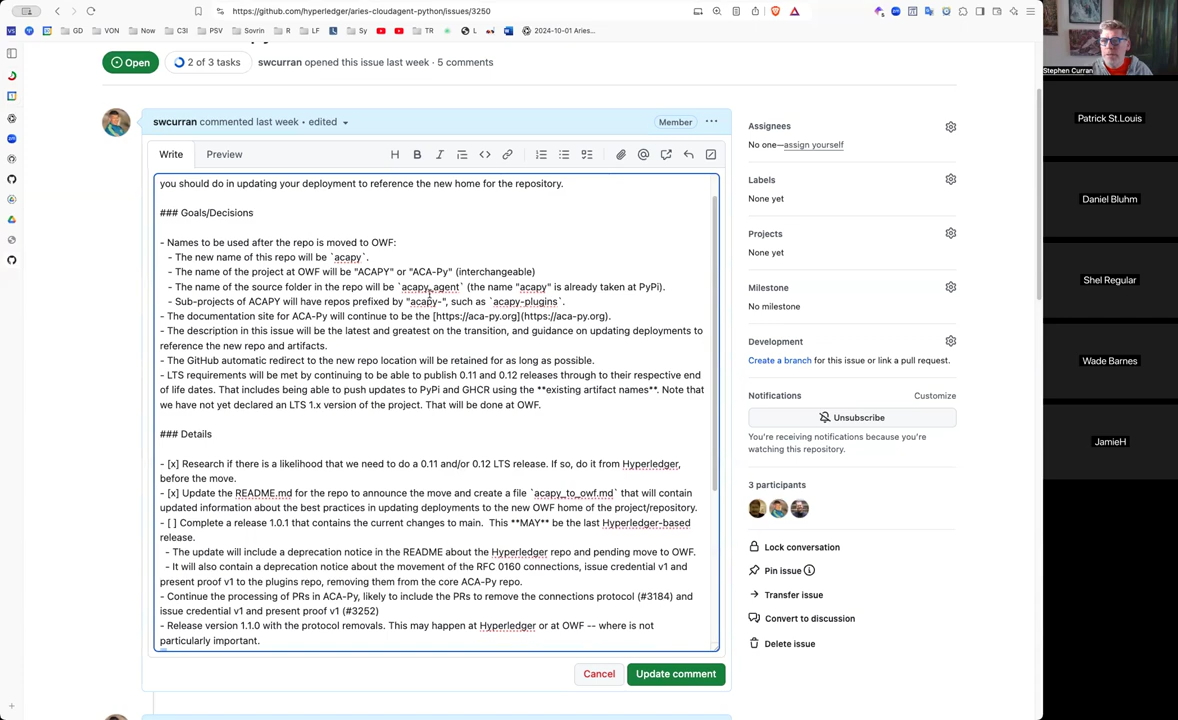 https://github.com/hyperledger/aries-cloudagent-python/issues/3250
GD
VON
Now
C3I
PSV
Sovrin
R
LF
Sy
TR
L
2024-10-01 Aries...
Open
2 of 3 tasks
swcurran opened this issue last week · 5 comments
swcurran commented last week • edited
Member
Write
Preview
you should do in updating your deployment to reference the new home for the repository.
### Goals/Decisions
- Names to be used after the repo is moved to OWF:
- The new name of this repo will be `acapy`.
- The name of the project at OWF will be "ACAPY" or "ACA-Py" (interchangeable)
- The name of the source folder in the repo will be `acapy_agent` (the name "acapy" is already taken at PyPi).
- Sub-projects of ACAPY will have repos prefixed by "acapy-", such as `acapy-plugins`.
- The documentation site for ACA-Py will continue to be the [https://aca-py.org](https://aca-py.org).
- The description in this issue will be the latest and greatest on the transition, and guidance on updating deployments to
reference the new repo and artifacts.
- The GitHub automatic redirect to the new repo location will be retained for as long as possible.
- LTS requirements will be met by continuing to be able to publish 0.11 and 0.12 releases through to their respective end
of life dates. That includes being able to push updates to PyPi and GHCR using the **existing artifact names**. Note that
we have not yet declared an LTS 1.x version of the project. That will be done at OWF.
### Details
- [x] Research if there is a likelihood that we need to do a 0.11 and/or 0.12 LTS release. If so, do it from Hyperledger,
before the move.
- [x] Update the README.md for the repo to announce the move and create a file `acapy_to_owf.md` that will contain
updated information about the best practices in updating deployments to the new OWF home of the project/repository.
- [ ] Complete a release 1.0.1 that contains the current changes to main.  This **MAY** be the last Hyperledger-based
release.
- The update will include a deprecation notice in the README about the Hyperledger repo and pending move to OWF.
- It will also contain a deprecation notice about the movement of the RFC 0160 connections, issue credential v1 and
present proof v1 to the plugins repo, removing them from the core ACA-Py repo.
- Continue the processing of PRs in ACA-Py, likely to include the PRs to remove the connections protocol (#3184) and
issue credential v1 and present proof v1 (#3252)
- Release version 1.1.0 with the protocol removals. This may happen at Hyperledger or at OWF -- where is not
particularly important.
Cancel
Update comment
Assignees
No one—assign yourself
Labels
None yet
Projects
None yet
Milestone
No milestone
Development
Create a branch for this issue or link a pull request.
Notifications
Customize
Unsubscribe
You're receiving notifications because you're
watching this repository.
3 participants
Lock conversation
Pin issue
Transfer issue
Convert to discussion
Delete issue
Stephen Curran
Patrick St.Louis
Daniel Bluhm
Shel Regular
Wade Barnes
JamieH